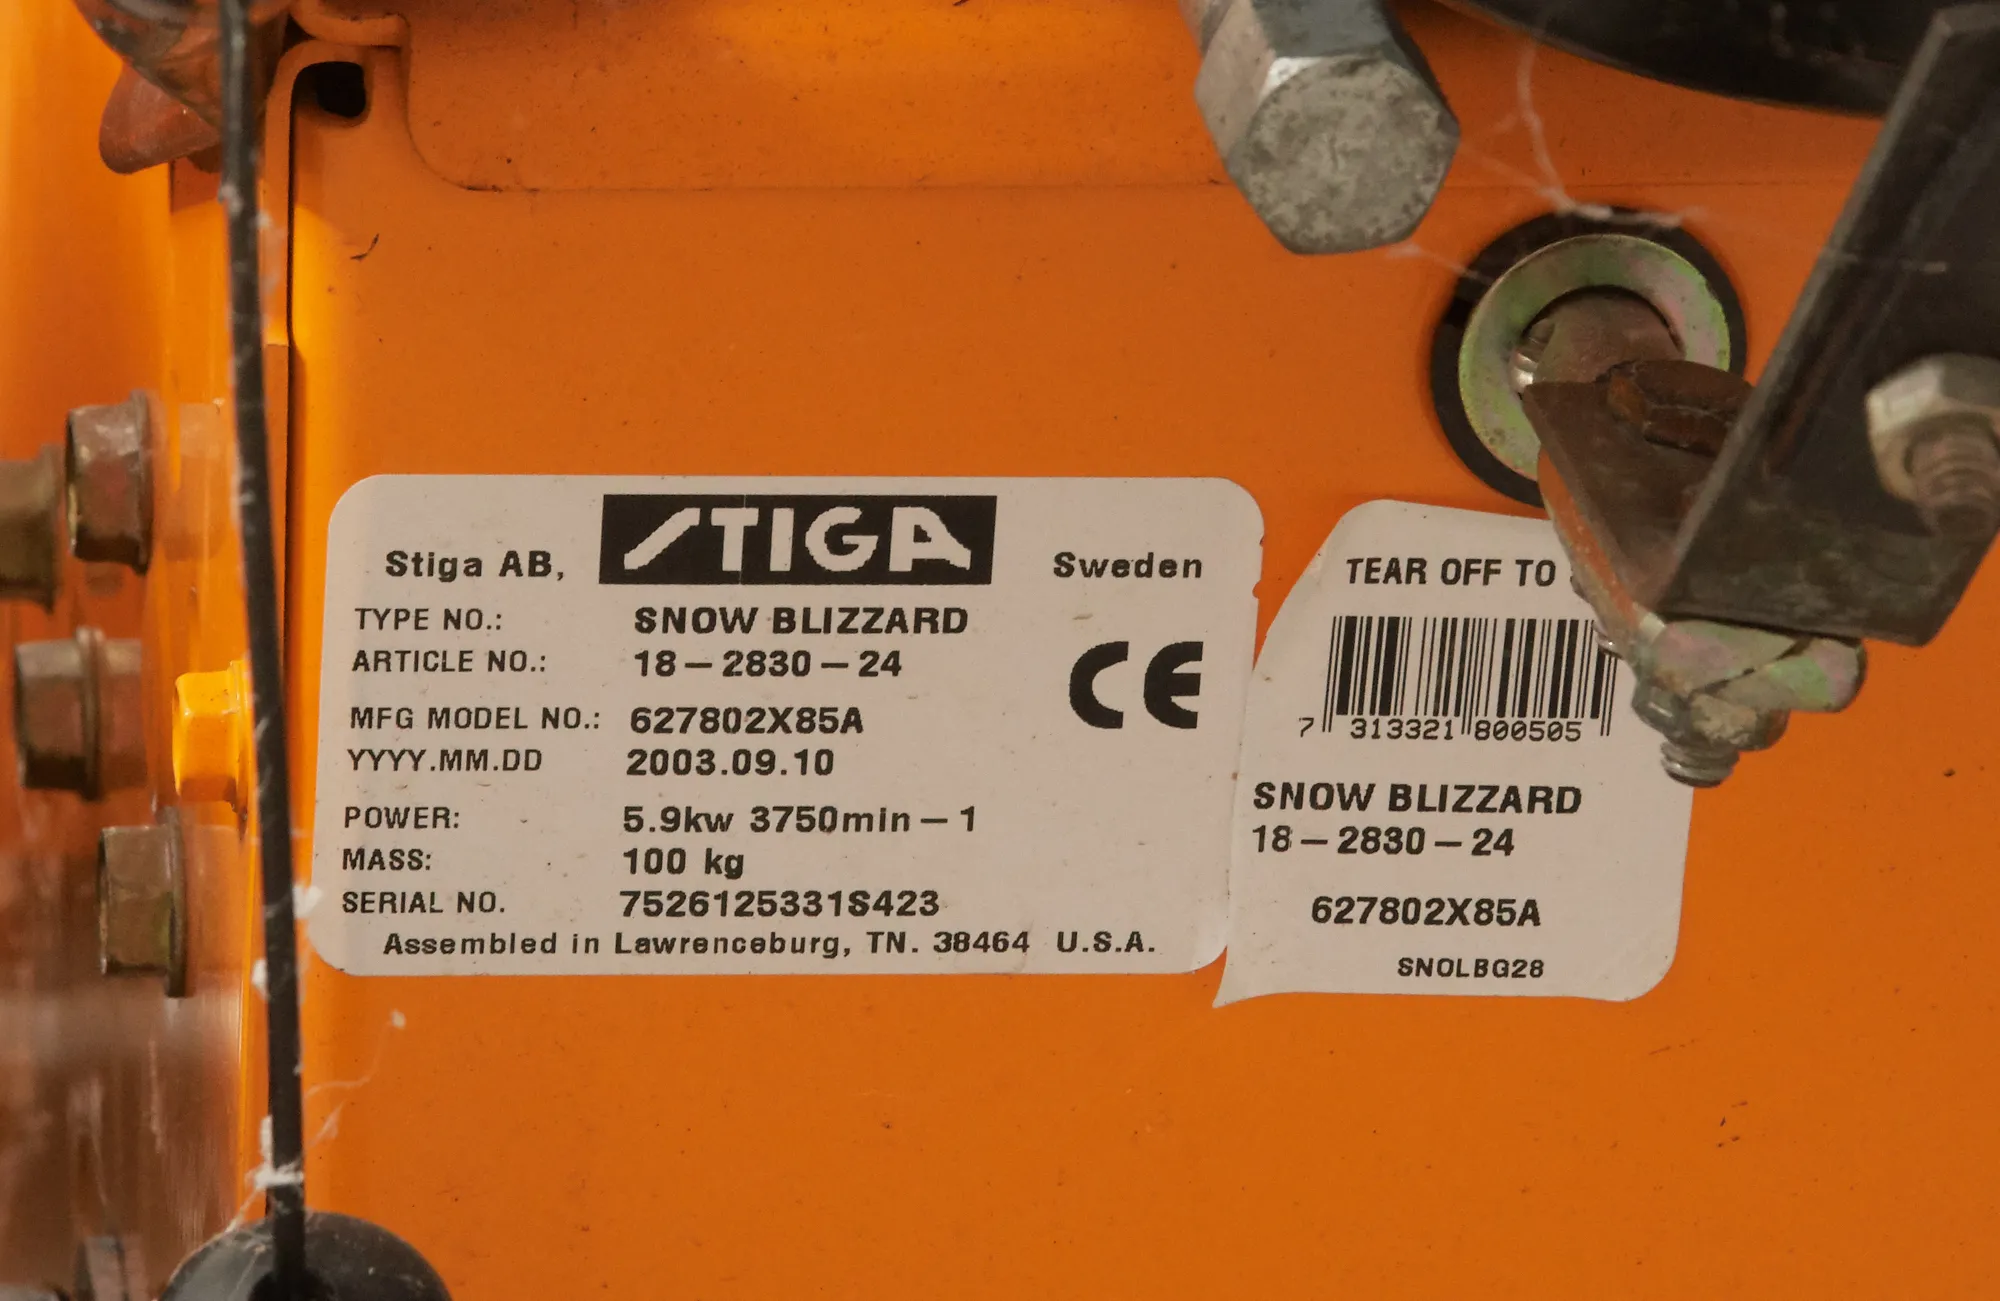 Stiga AB, STIGA Sweden
TYPE NO.: SNOW BLIZZARD
ARTICLE NO.: 18-2830-24
MFG MODEL NO.: 627802X85A
YYYY.MM.DD 2003.09.10
POWER: 5.9kw 3750min-1
MASS: 100 kg
SERIAL NO. 7526125331S423
Assembled in Lawrenceburg, TN. 38464 U.S.A.
CE
TEAR OFF TO
7 313321 800505
SNOW BLIZZARD
18-2830-24
627802X85A
SNOLBG28